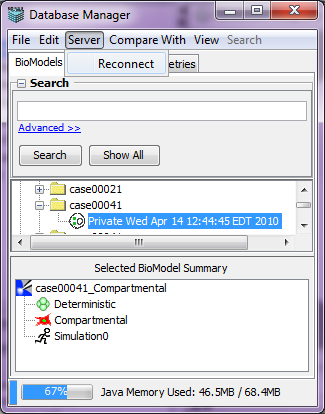 Database Manager
File Edit Server Compare With View Search
Reconnect
BioModels etries
Search
Advanced >>
Search Show All
case00021
case00041
Private Wed Apr 14 12:44:45 EDT 2010
Selected BioModel Summary
case00041_Compartmental
Deterministic
Compartmental
Simulation0
67% Java Memory Used: 46.5MB / 68.4MB